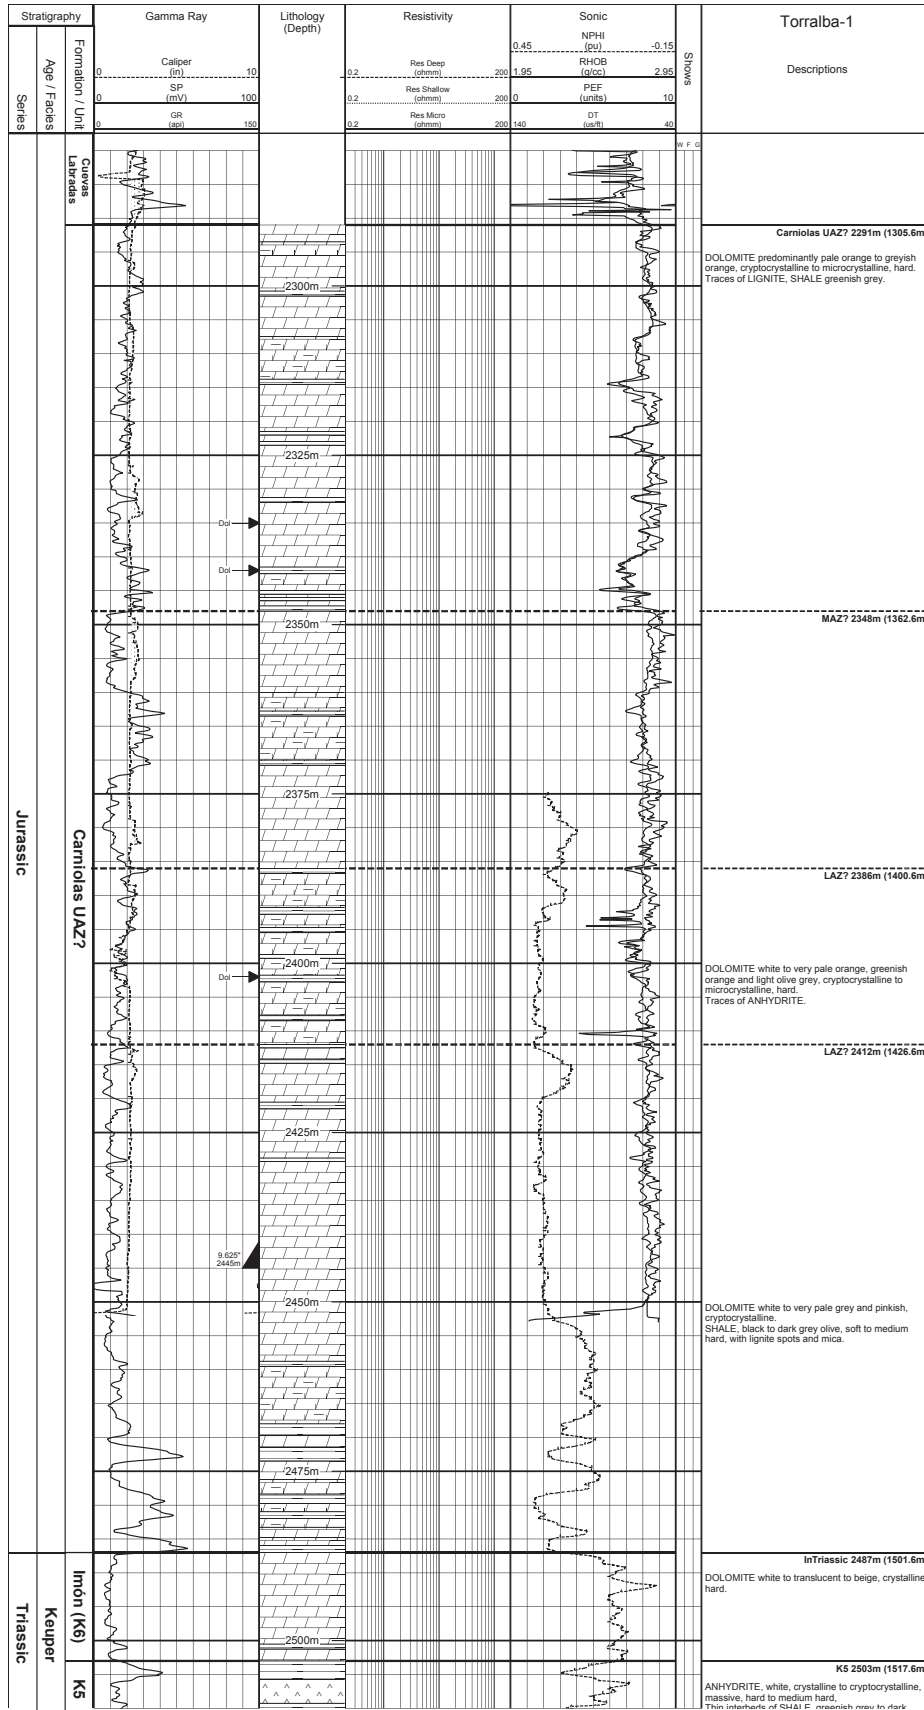 Stratigraphy
Gamma Ray
Lithology
(Depth)
Resistivity
Sonic
Torralba-1
Series
Age / Facies
Formation / Unit
0 Caliper (in) 10
0 SP (mV) 100
0 GR (api) 150
0.2 Res Deep (ohmm) 200
0.2 Res Shallow (ohmm) 200
0.2 Res Micro (ohmm) 200
0.45 NPHI (pu) -0.15
1.95 RHOB (g/cc) 2.95
0 PEF (units) 10
140 DT (us/ft) 40
Shows
Descriptions
W F G
Cuevas
Labradas
Carniolas UAZ? 2291m (1305.6m
DOLOMITE predominantly pale orange to greyish
orange, cryptocrystalline to microcrystalline, hard.
Traces of LIGNITE, SHALE greenish grey.
2300m
2325m
Dol
Dol
MAZ? 2348m (1362.6m
2350m
2375m
Jurassic
Carniolas UAZ?
LAZ? 2386m (1400.6m
2400m
Dol
DOLOMITE white to very pale orange, greenish
orange and light olive grey, cryptocrystalline to
microcrystalline, hard.
Traces of ANHYDRITE.
LAZ? 2412m (1426.6m
2425m
9.625"
2445m
2450m
DOLOMITE white to very pale grey and pinkish,
cryptocrystalline.
SHALE, black to dark grey olive, soft to medium
hard, with lignite spots and mica.
2475m
InTriassic 2487m (1501.6m
DOLOMITE white to translucent to beige, crystalline
hard.
Triassic
Keuper
Imón (K6)
2500m
K5
K5 2503m (1517.6m
ANHYDRITE, white, crystalline to cryptocrystalline,
massive, hard to medium hard,
Thin interbeds of SHALE, greenish grey to dark